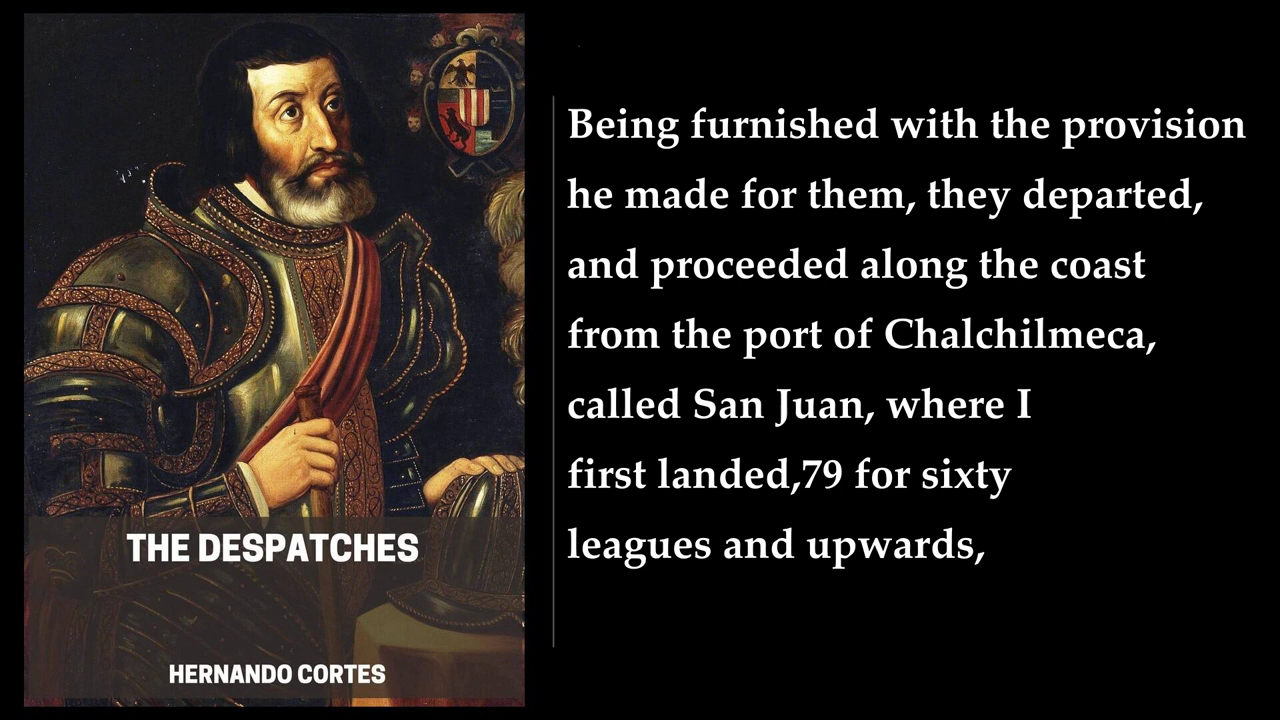 THE DESPATCHES
HERNANDO CORTES
Being furnished with the provision
he made for them, they departed,
and proceeded along the coast
from the port of Chalchilmeca,
called San Juan, where I
first landed,79 for sixty
leagues and upwards,